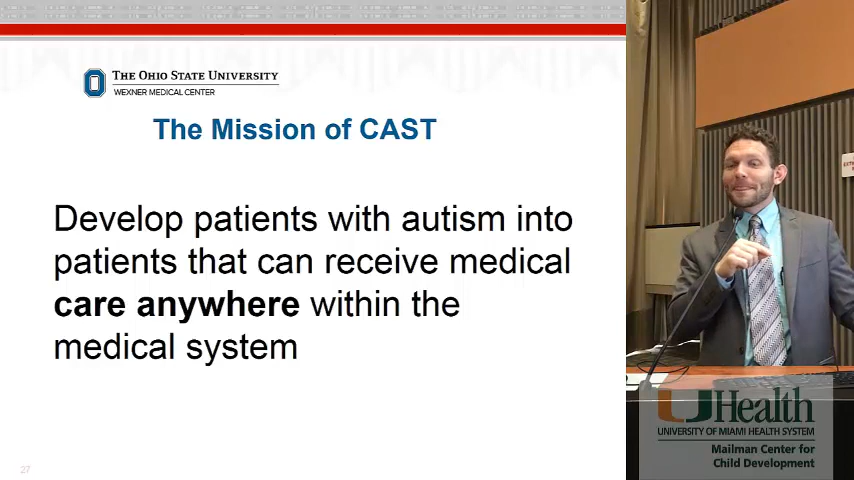 THE OHIO STATE UNIVERSITY
WEXNER MEDICAL CENTER
The Mission of CAST
Develop patients with autism into
patients that can receive medical
care anywhere within the
medical system
27
UHealth
UNIVERSITY OF MIAMI HEALTH SYSTEM
Mailman Center for
Child Development